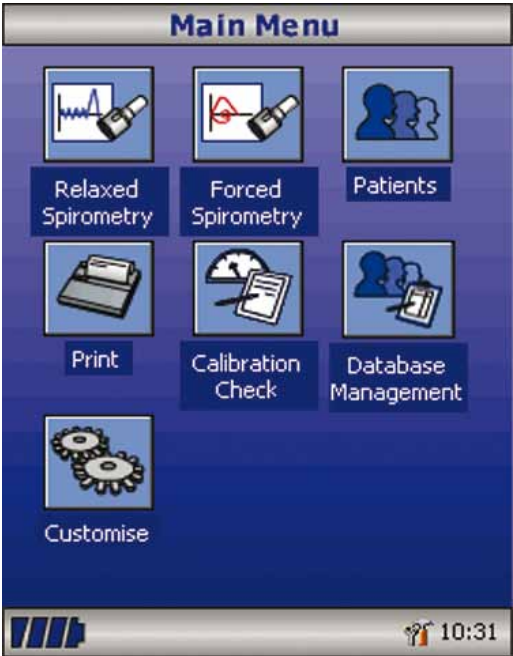 Main Menu
Relaxed
Spirometry
Forced
Spirometry
Patients
Print
Calibration
Check
Database
Management
Customise
10:31